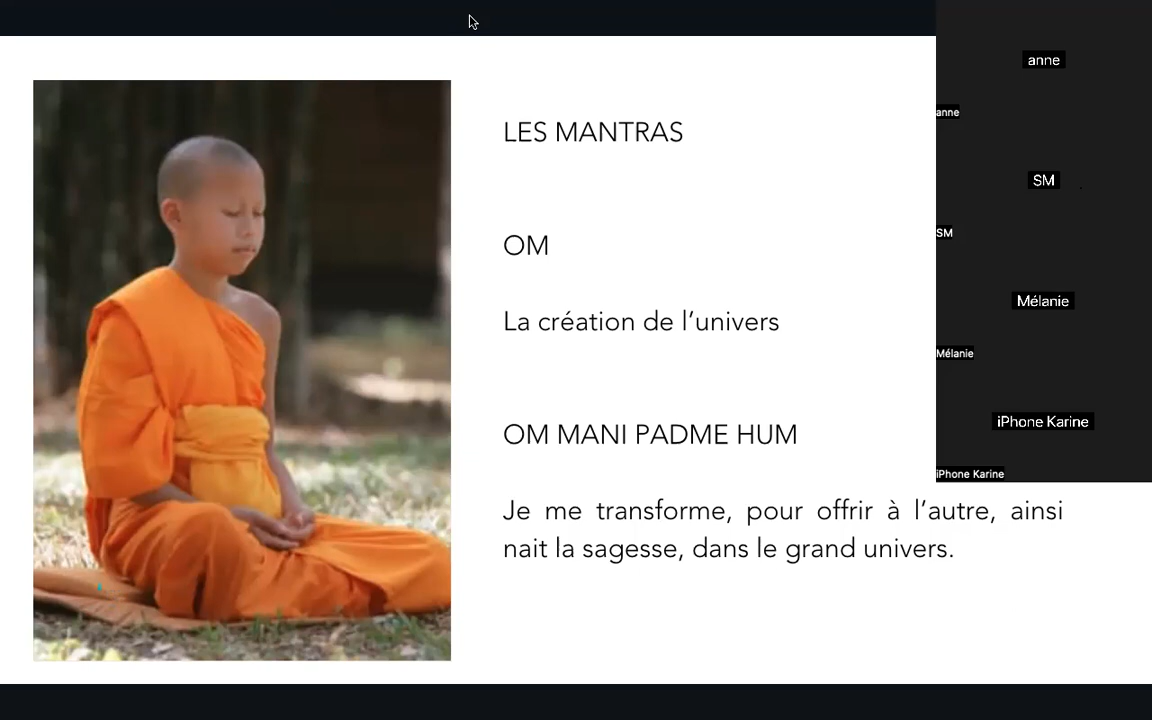 LES MANTRAS
OM
La création de l’univers
OM MANI PADME HUM
Je me transforme, pour offrir à l’autre, ainsi
nait la sagesse, dans le grand univers.
anne
anne
SM
SM
Mélanie
Mélanie
iPhone Karine
iPhone Karine